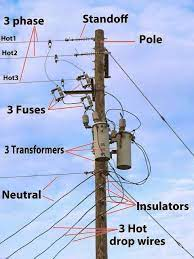 3 phase
Standoff
Hot1
Pole
Hot2
Hot3
3 Fuses
3 Transformers
Neutral
Insulators
3 Hot
drop wires